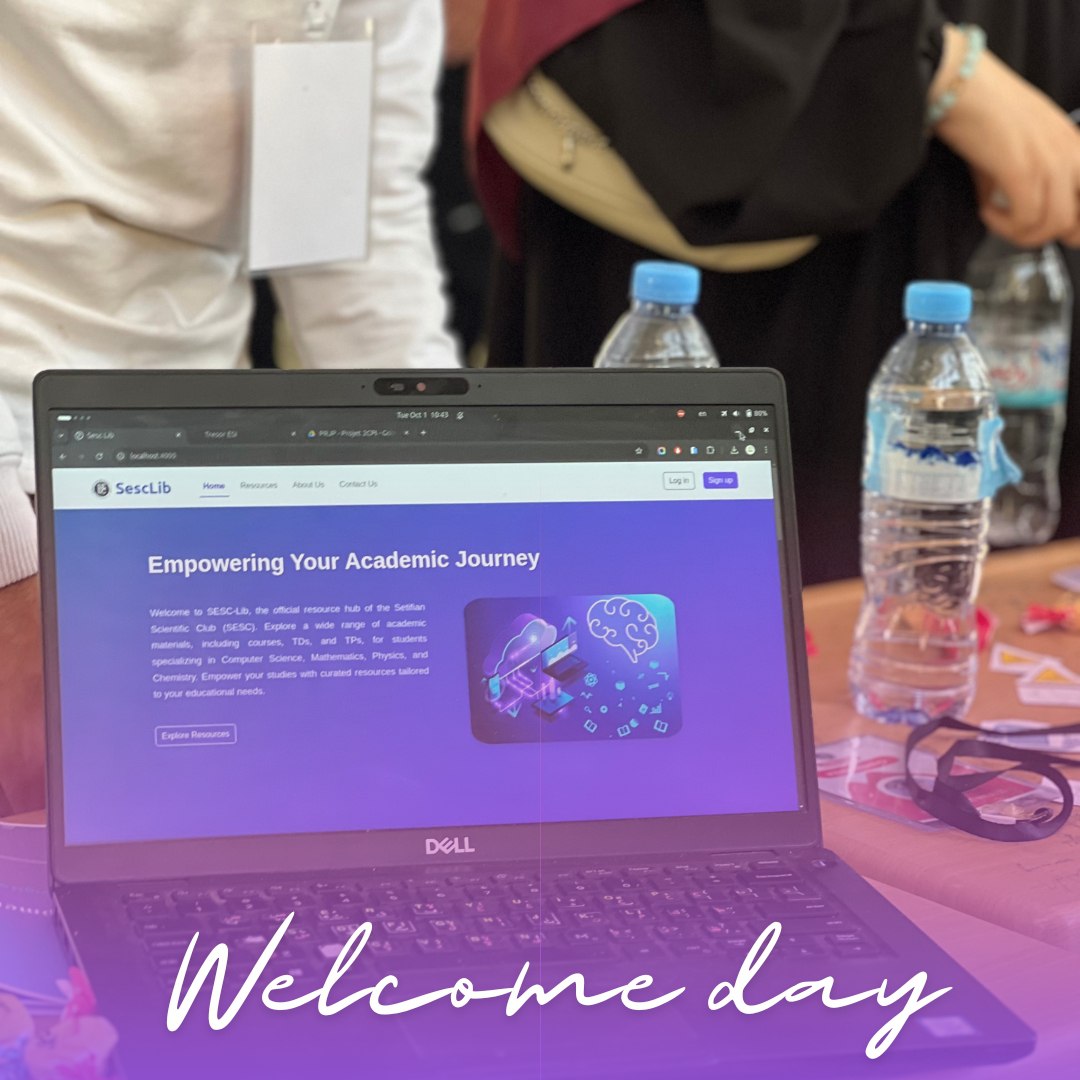 Tue Oct 1 10:43
en
80%
Sesc Lib
Tresor ESI
PRJP - Projet 2CPI - Go
localhost:4000
SescLib
Home
Resources
About Us
Contact Us
Log in
Sign up
Empowering Your Academic Journey
Welcome to SESC-Lib, the official resource hub of the Setifian
Scientific Club (SESC). Explore a wide range of academic
materials, including courses, TDs, and TPs, for students
specializing in Computer Science, Mathematics, Physics, and
Chemistry. Empower your studies with curated resources tailored
to your educational needs.
Explore Resources
DELL
Welcome day